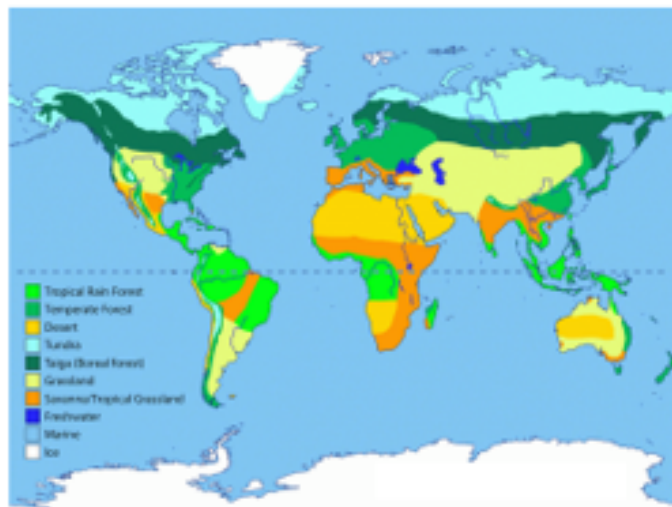 Tropical Rain Forest
Temperate Forest
Desert
Tundra
Taiga (Boreal forest)
Grassland
Savanna/Tropical Grassland
Freshwater
Marine
Ice